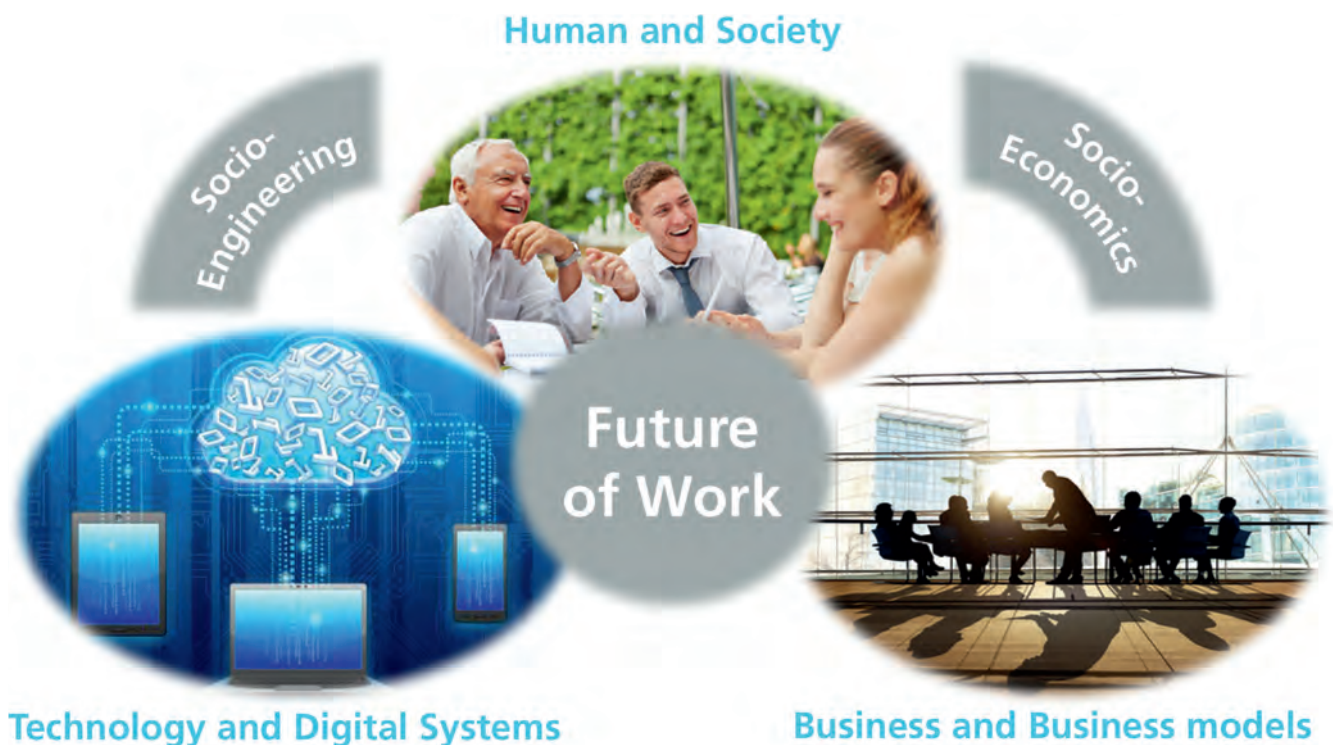 Human and Society
Socio-
Engineering
Socio-
Economics
Future
of Work
Technology and Digital Systems
Business and Business models